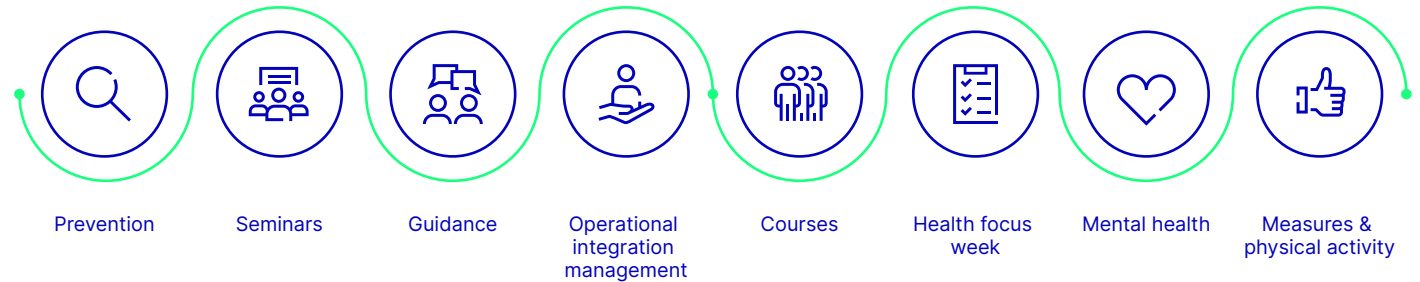 Prevention
Seminars
Guidance
Operational
integration
management
Courses
Health focus
week
Mental health
Measures &
physical activity